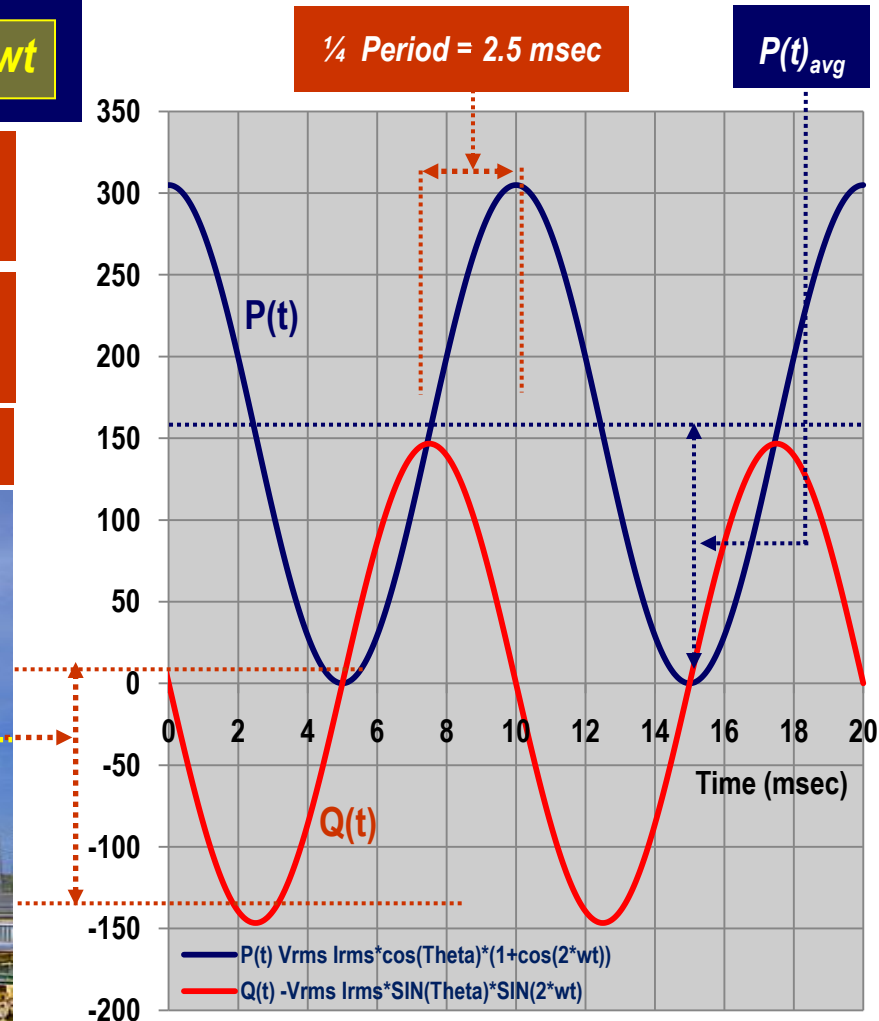 wt
¼ Period = 2.5 msec
P(t)avg
350
300
250
200
150
100
50
0
-50
-100
-150
-200
P(t)
0 2 4 6 8 10 12 14 16 18 20
Time (msec)
Q(t)
P(t) Vrms Irms*cos(Theta)*(1+cos(2*wt))
Q(t) -Vrms Irms*SIN(Theta)*SIN(2*wt)